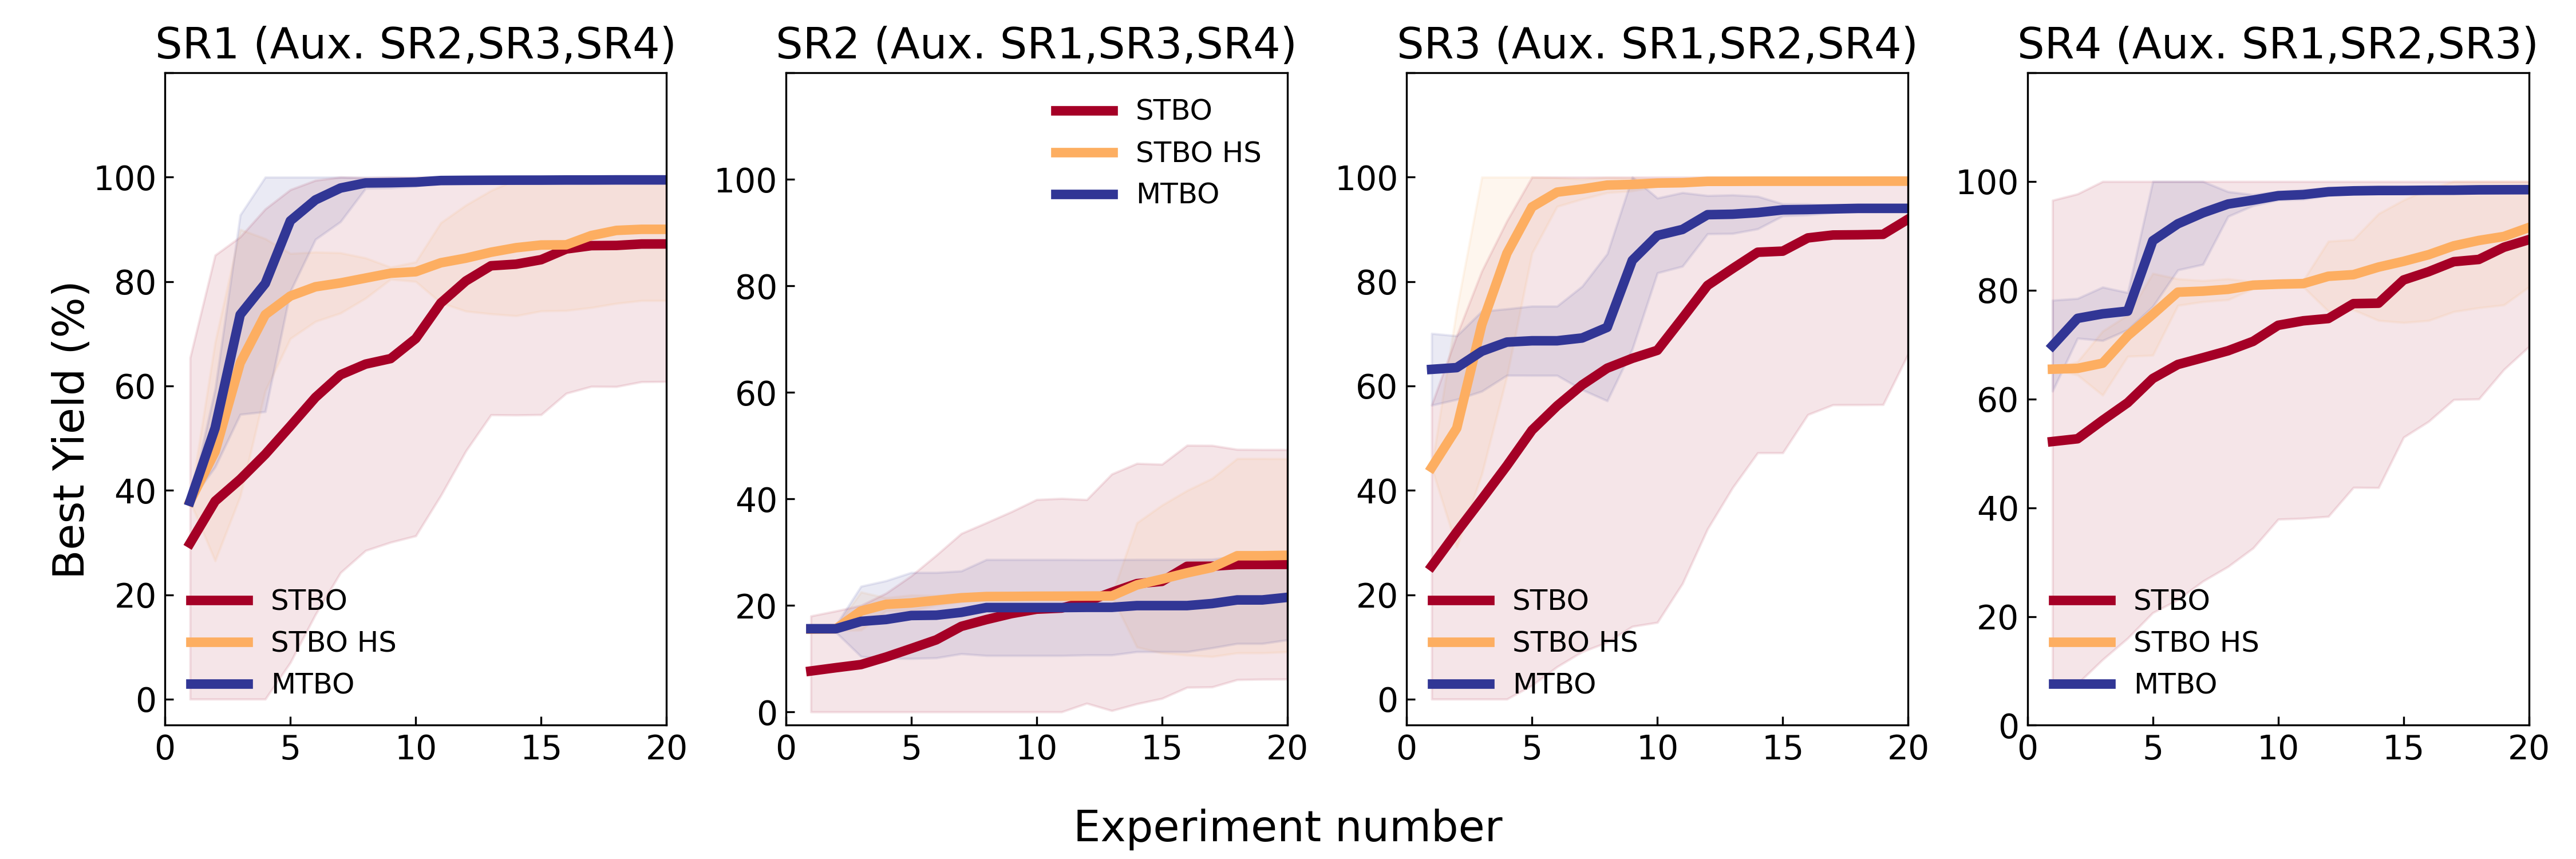 SR1 (Aux. SR2,SR3,SR4)
SR2 (Aux. SR1,SR3,SR4)
SR3 (Aux. SR1,SR2,SR4)
SR4 (Aux. SR1,SR2,SR3)
Best Yield (%)
100
80
60
40
20
0
STBO
STBO HS
MTBO
0 5 10 15 20
100
80
60
40
20
0
STBO
STBO HS
MTBO
0 5 10 15 20
100
80
60
40
20
0
STBO
STBO HS
MTBO
0 5 10 15 20
100
80
60
40
20
0
STBO
STBO HS
MTBO
0 5 10 15 20
Experiment number